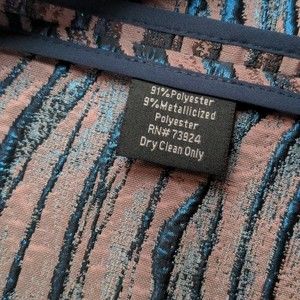 91%Polyester
9%Metallicized
Polyester
RN#73924
Dry Clean Only